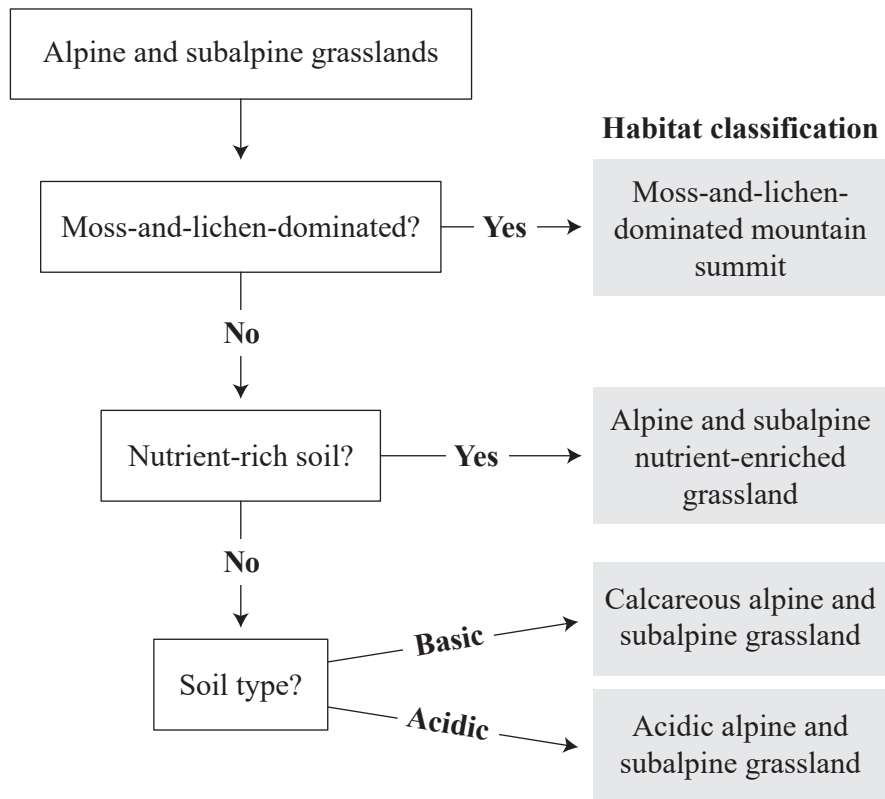 Alpine and subalpine grasslands
Habitat classification
Moss-and-lichen-dominated?
Yes
Moss-and-lichen-
dominated mountain
summit
No
Nutrient-rich soil?
Yes
Alpine and subalpine
nutrient-enriched
grassland
No
Soil type?
Basic
Calcareous alpine and
subalpine grassland
Acidic
Acidic alpine and
subalpine grassland